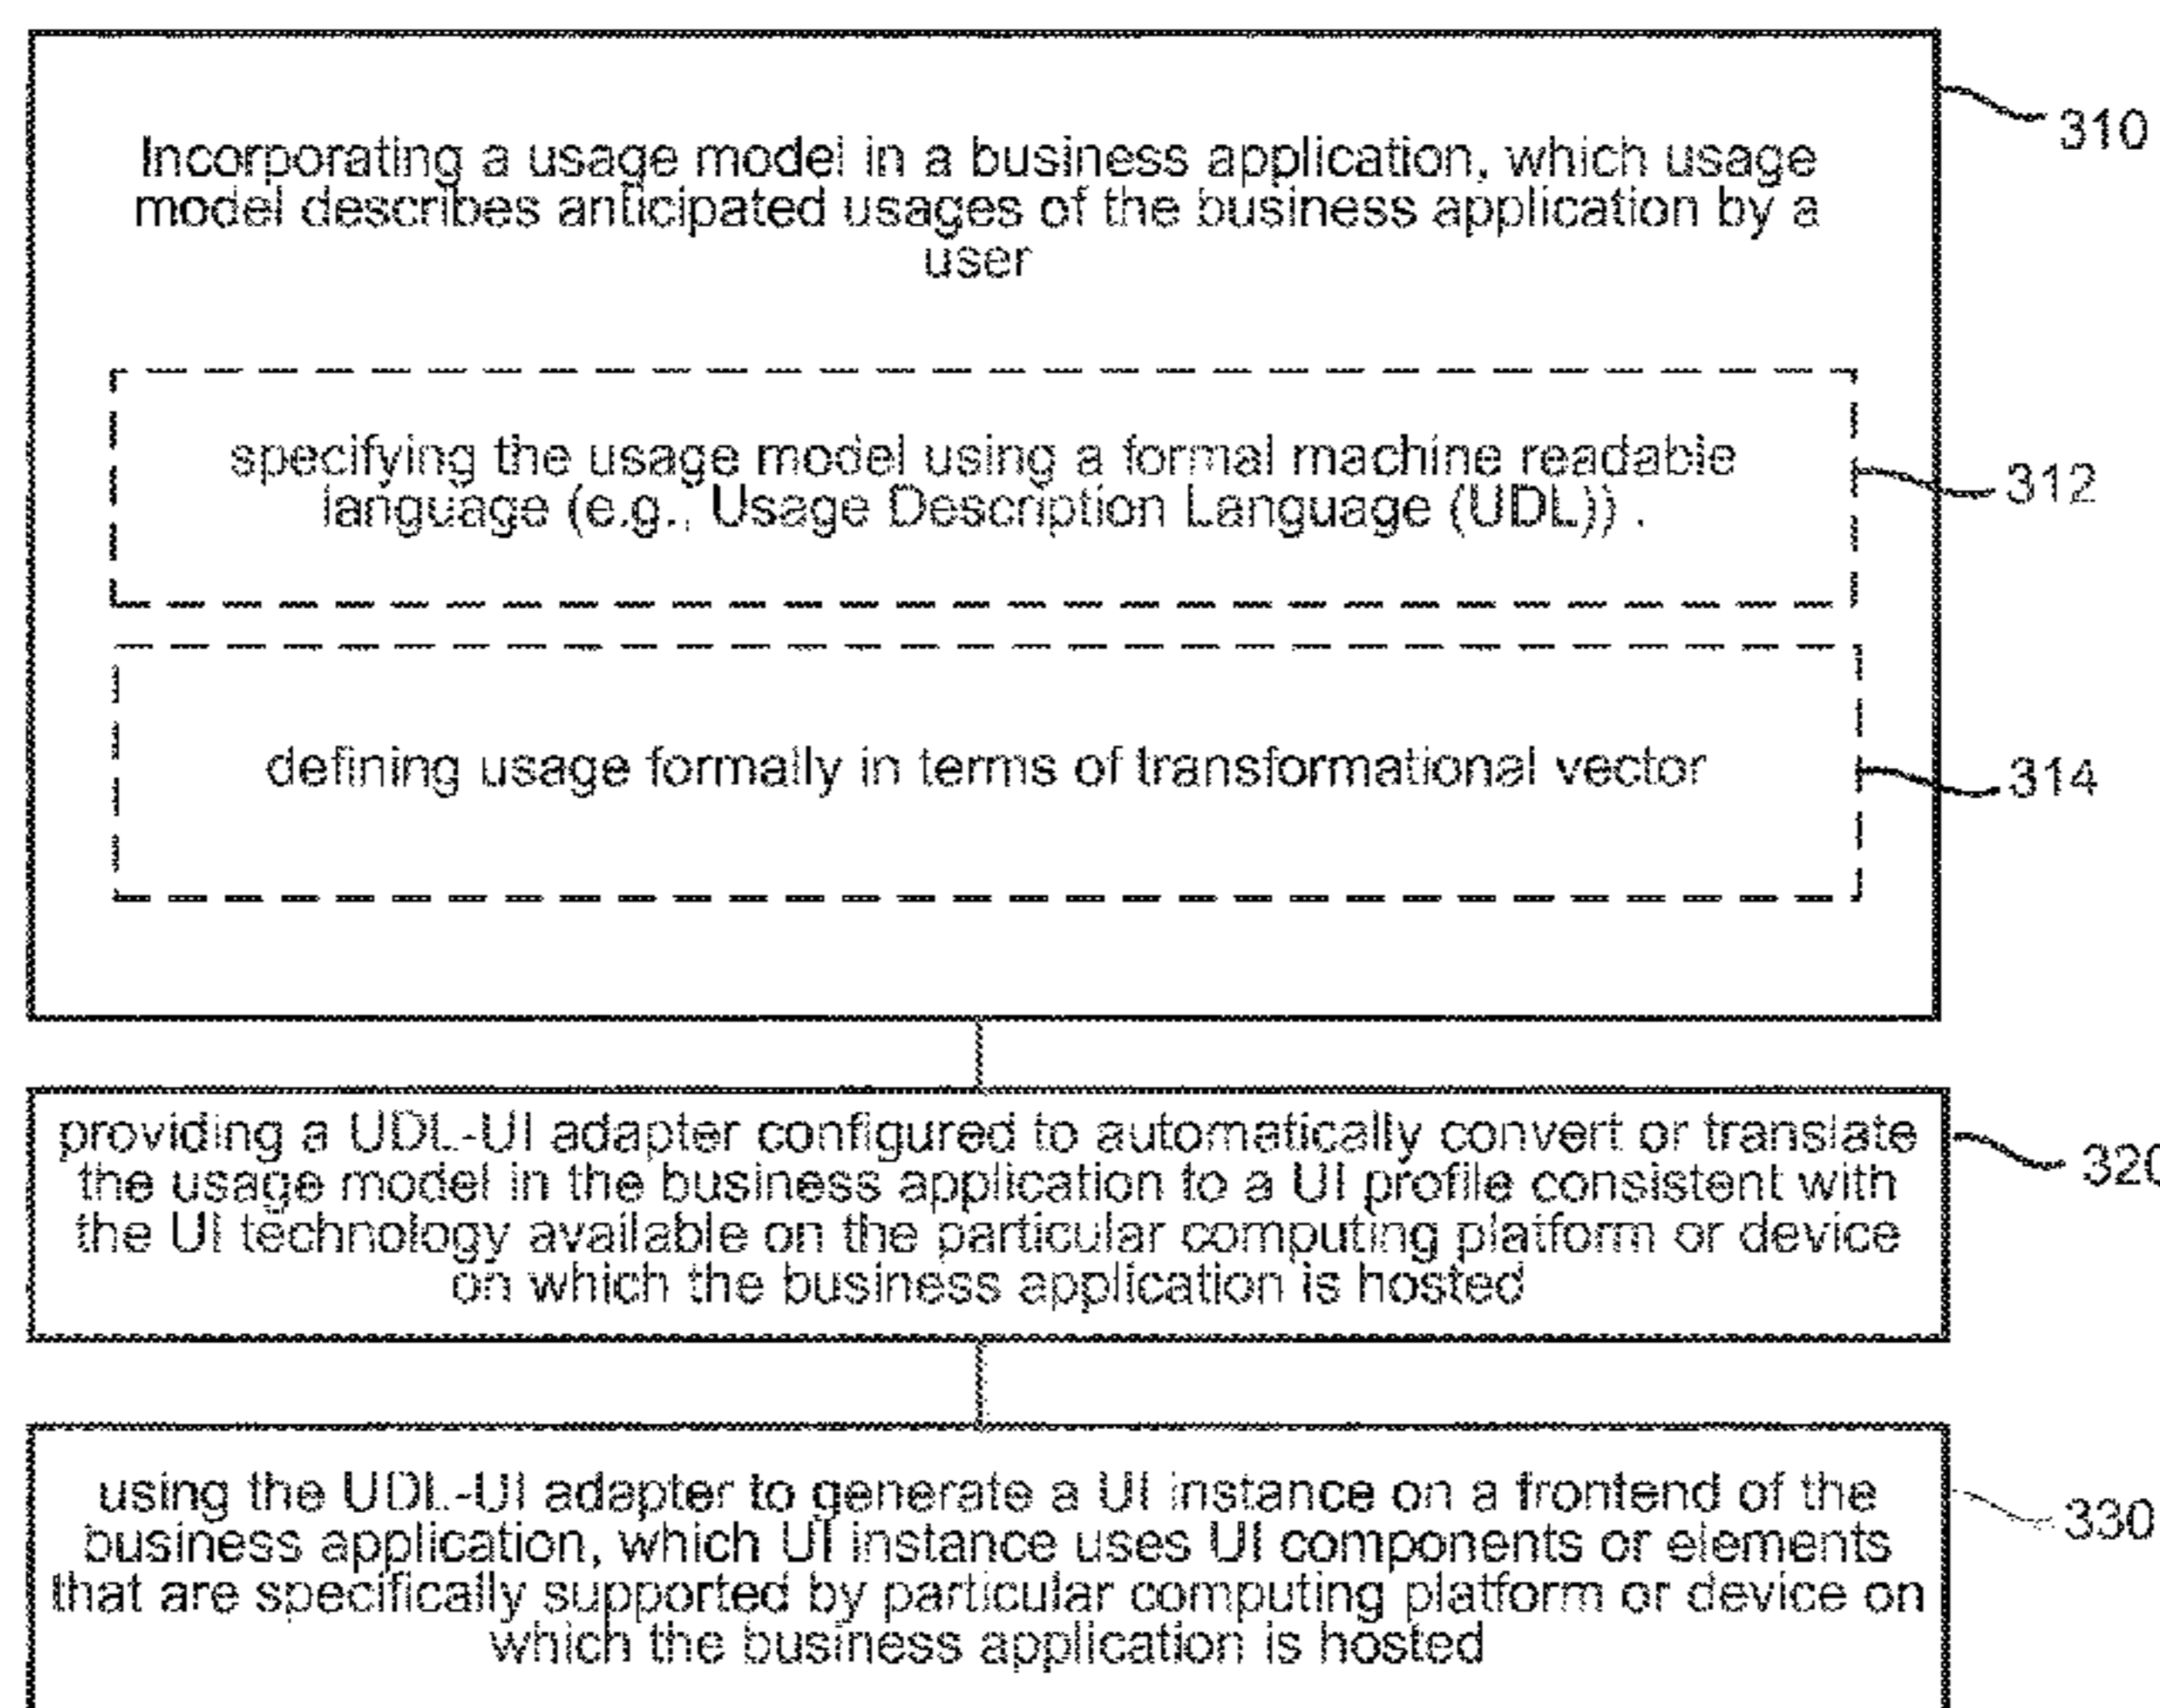 Incorporating a usage model in a business application, which usage
model describes anticipated usages of the business application by a
user
310
specifying the usage model using a formal machine readable
language (e.g., Usage Description Language (UDL)) .
312
defining usage formally in terms of transformational vector
314
providing a UDL-UI adapter configured to automatically convert or translate
the usage model in the business application to a UI profile consistent with
the UI technology available on the particular computing platform or device
on which the business application is hosted
320
using the UDL-UI adapter to generate a UI instance on a frontend of the
business application, which UI instance uses UI components or elements
that are specifically supported by particular computing platform or device on
which the business application is hosted
330